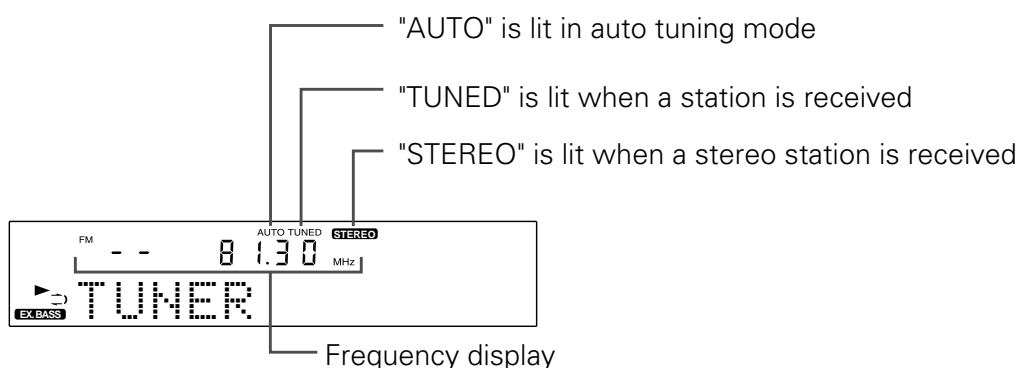 "AUTO" is lit in auto tuning mode
"TUNED" is lit when a station is received
"STEREO" is lit when a stereo station is received
AUTO TUNED STEREO
FM -- 81.30 MHz
TUNER
EX. BASS
Frequency display